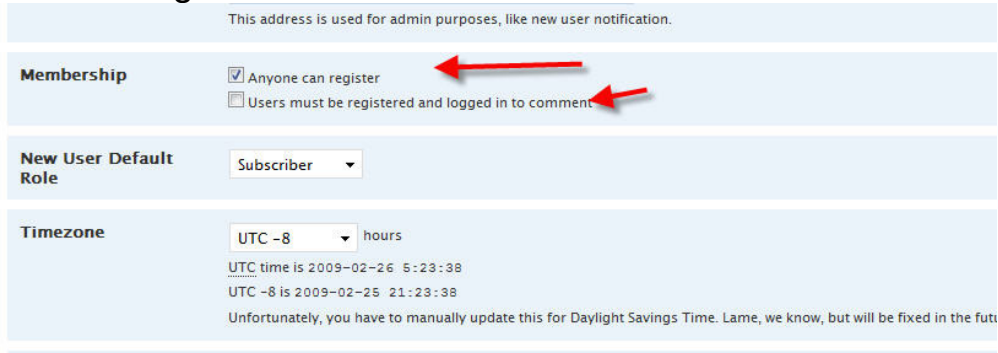 This address is used for admin purposes, like new user notification.
Membership
Anyone can register
Users must be registered and logged in to comment
New User Default
Role
Subscriber
Timezone
UTC -8 hours
UTC time is 2009-02-26 5:23:38
UTC -8 is 2009-02-25 21:23:38
Unfortunately, you have to manually update this for Daylight Savings Time. Lame, we know, but will be fixed in the